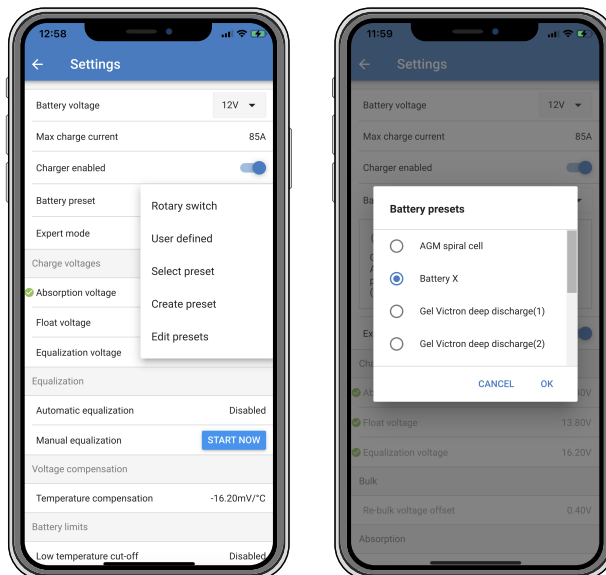 12:58
Settings
Battery voltage 12V
Max charge current 85A
Charger enabled
Battery preset
Rotary switch
User defined
Expert mode
Select preset
Charge voltages
Absorption voltage
Create preset
Float voltage
Edit presets
Equalization voltage
Equalization
Automatic equalization Disabled
Manual equalization START NOW
Voltage compensation
Temperature compensation -16.20mV/°C
Battery limits
Low temperature cut-off Disabled
11:59
Settings
Battery voltage 12V
Max charge current 85A
Charger enabled
Ba
Battery presets
AGM spiral cell
Battery X
Gel Victron deep discharge(1)
Ex
Gel Victron deep discharge(2)
Ch
CANCEL OK
Ab
Float voltage 13.80V
Equalization voltage 16.20V
Bulk
Re-bulk voltage offset 0.40V
Absorption